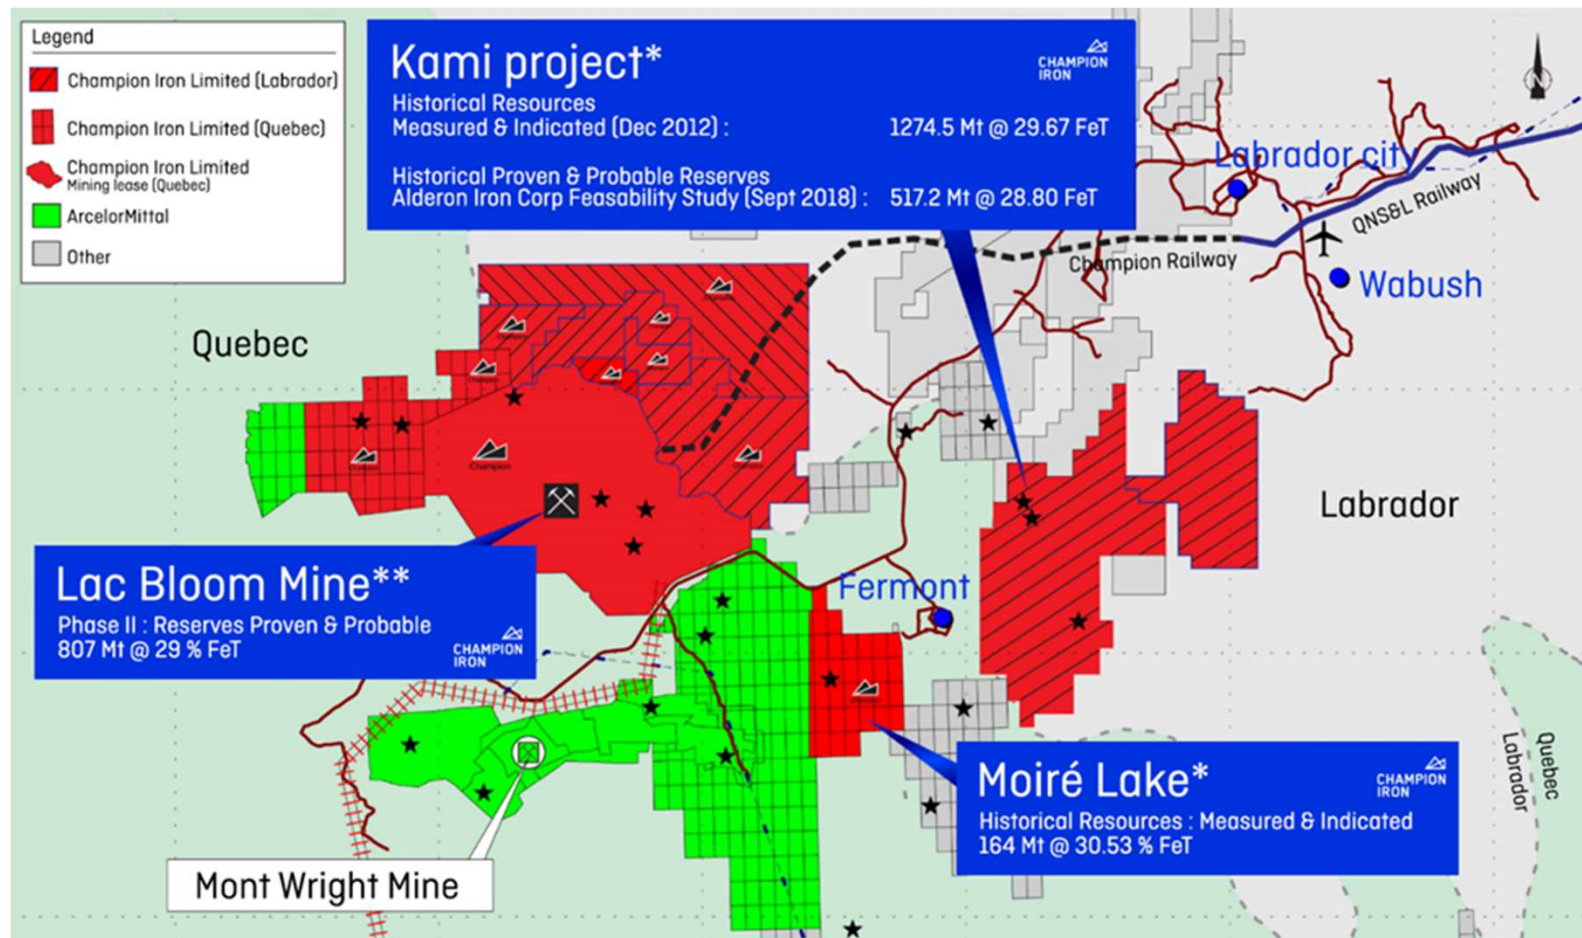 Legend
Champion Iron Limited (Labrador)
Champion Iron Limited (Quebec)
Champion Iron Limited
Mining lease (Quebec)
ArcelorMittal
Other
Kami project*
CHAMPION
IRON
Historical Resources
Measured & Indicated (Dec 2012) : 1274.5 Mt @ 29.67 FeT
Historical Proven & Probable Reserves
Alderon Iron Corp Feasability Study (Sept 2018) : 517.2 Mt @ 28.80 FeT
N
Labrador city
QNS&L Railway
Champion Railway
Wabush
Quebec
Champion
Labrador
Lac Bloom Mine**
Phase II : Reserves Proven & Probable
807 Mt @ 29 % FeT
CHAMPION
IRON
Fermont
Moiré Lake*
CHAMPION
IRON
Historical Resources : Measured & Indicated
164 Mt @ 30.53 % FeT
Quebec
Labrador
Mont Wright Mine